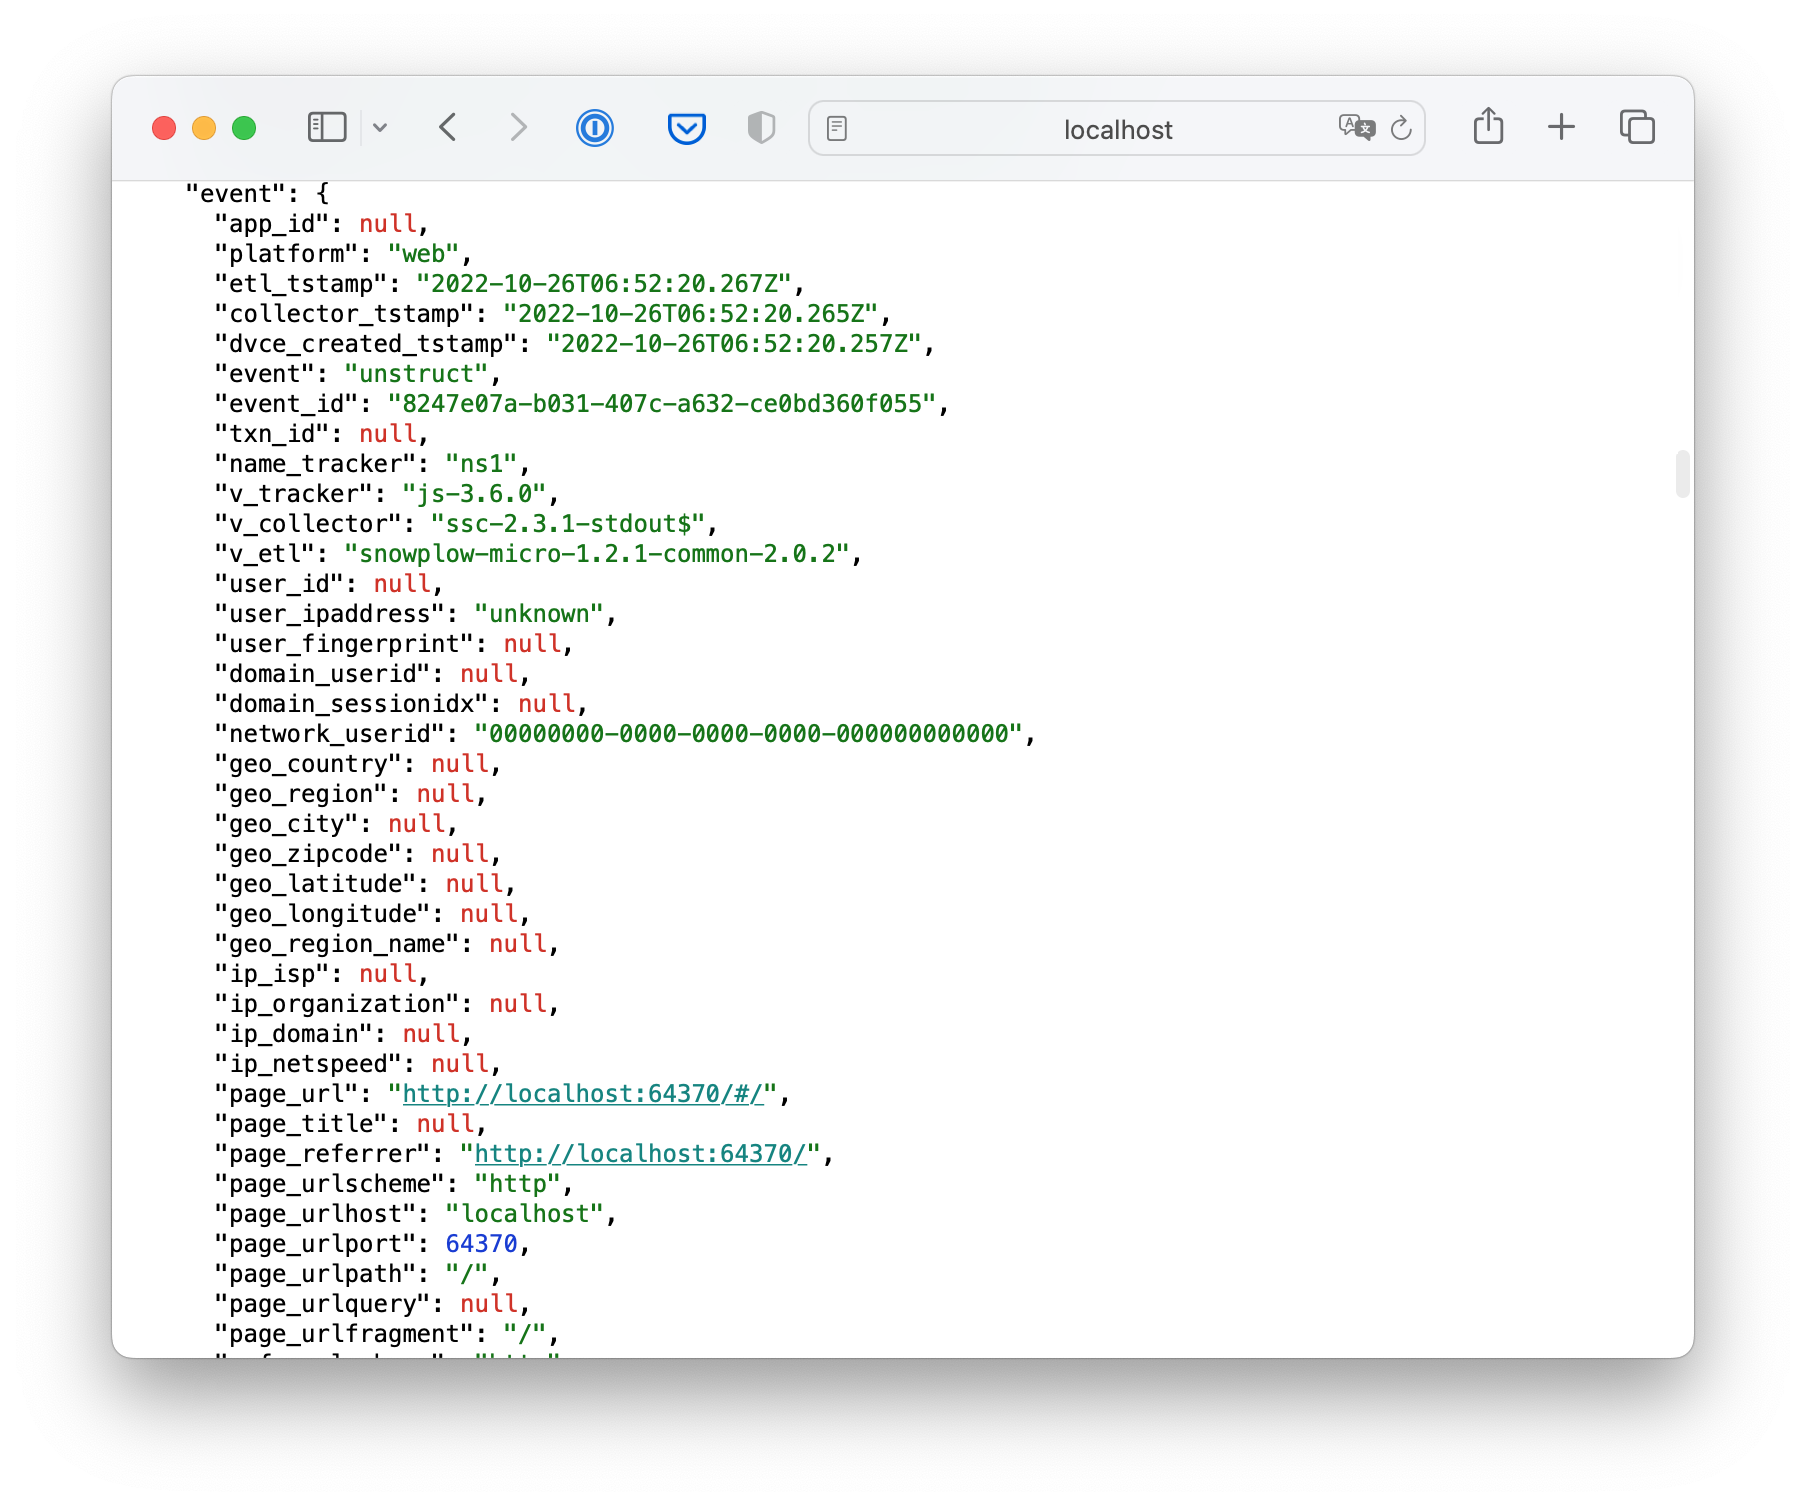 localhost
"event": {
"app_id": null,
"platform": "web",
"etl_tstamp": "2022-10-26T06:52:20.267Z",
"collector_tstamp": "2022-10-26T06:52:20.265Z",
"dvce_created_tstamp": "2022-10-26T06:52:20.257Z",
"event": "unstruct",
"event_id": "8247e07a-b031-407c-a632-ce0bd360f055",
"txn_id": null,
"name_tracker": "ns1",
"v_tracker": "js-3.6.0",
"v_collector": "ssc-2.3.1-stdout$",
"v_etl": "snowplow-micro-1.2.1-common-2.0.2",
"user_id": null,
"user_ipaddress": "unknown",
"user_fingerprint": null,
"domain_userid": null,
"domain_sessionidx": null,
"network_userid": "00000000-0000-0000-0000-000000000000",
"geo_country": null,
"geo_region": null,
"geo_city": null,
"geo_zipcode": null,
"geo_latitude": null,
"geo_longitude": null,
"geo_region_name": null,
"ip_isp": null,
"ip_organization": null,
"ip_domain": null,
"ip_netspeed": null,
"page_url": "http://localhost:64370/#/",
"page_title": null,
"page_referrer": "http://localhost:64370/",
"page_urlscheme": "http",
"page_urlhost": "localhost",
"page_urlport": 64370,
"page_urlpath": "/",
"page_urlquery": null,
"page_urlfragment": "/",